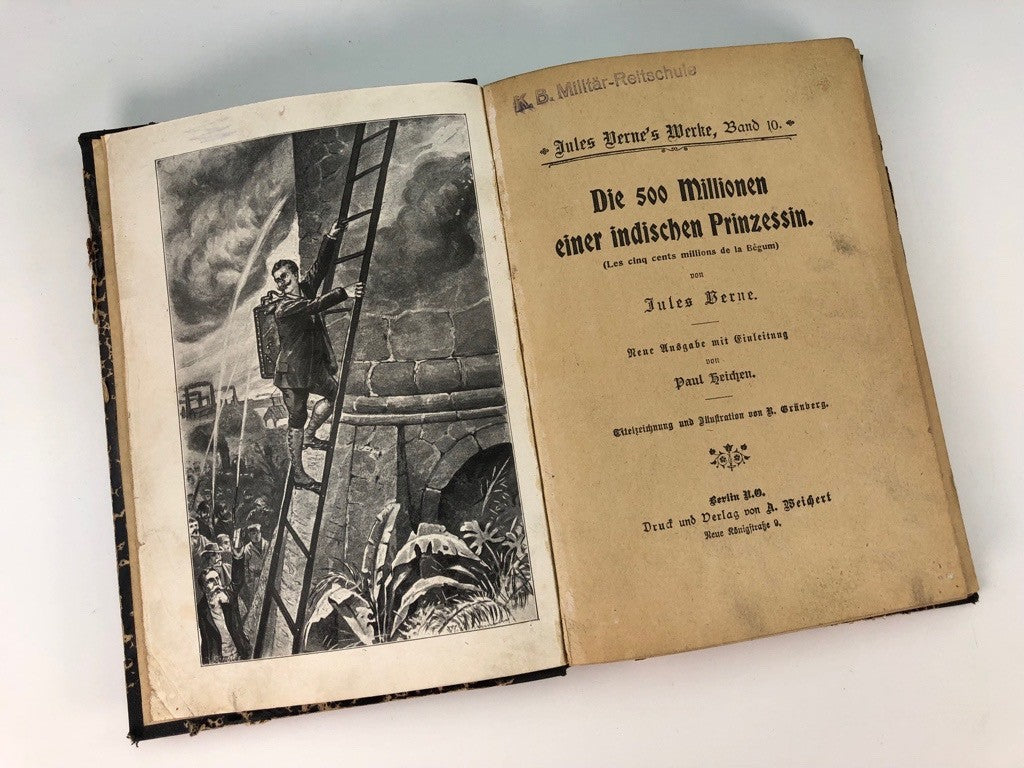 K. B. Militär-Reitschule
Jules Verne's Werke, Band 10.
Die 500 Millionen
einer indischen Prinzessin.
(Les cinq cents millions de la Bégum)
von
Jules Verne.
Neue Ausgabe mit Einleitung
von
Paul Heichen.
Titelzeichnung und Illustration von R. Grünberg.
Berlin N.O.
Druck und Verlag von A. Weichert
Neue Königstraße 9.